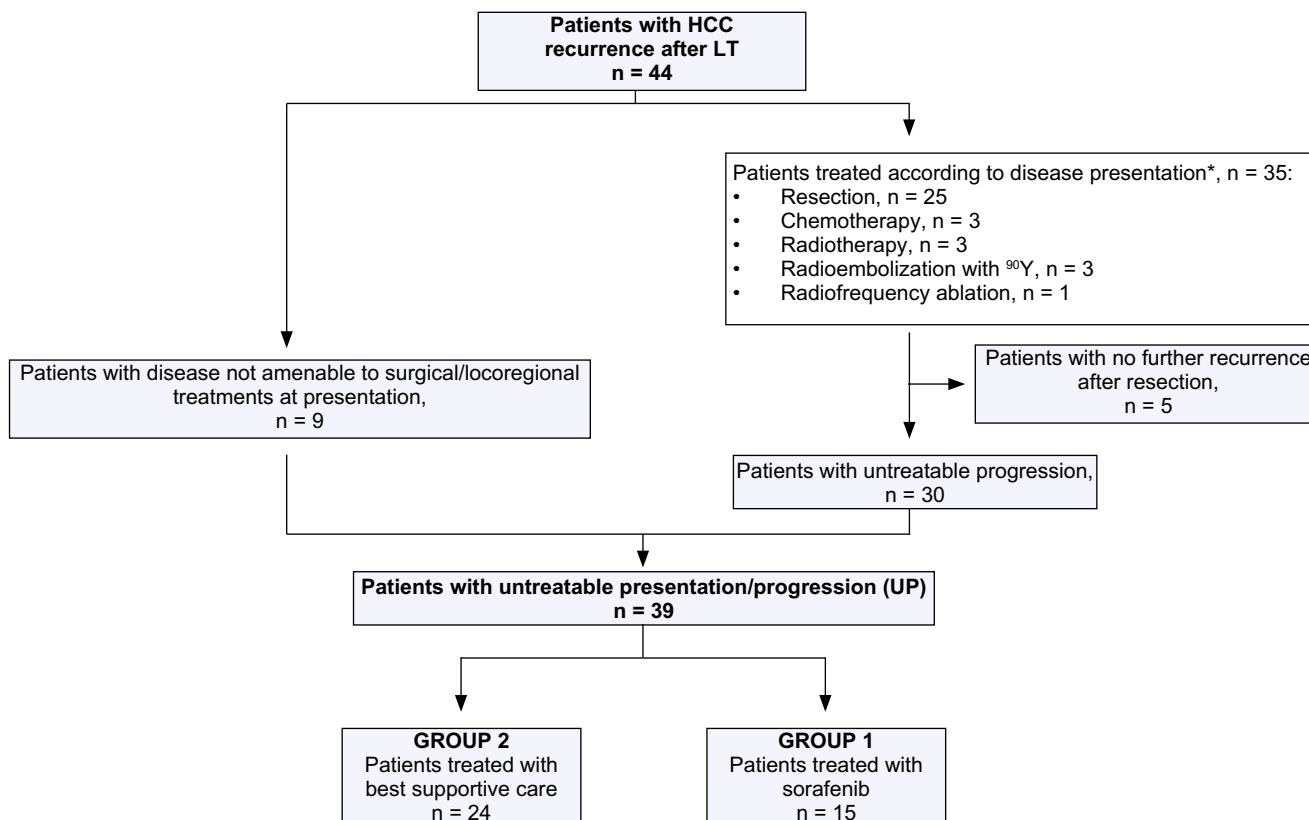 Patients with HCC
recurrence after LT
n = 44
Patients treated according to disease presentation*, n = 35:
• Resection, n = 25
• Chemotherapy, n = 3
• Radiotherapy, n = 3
• Radioembolization with ⁹⁰Y, n = 3
• Radiofrequency ablation, n = 1
Patients with disease not amenable to surgical/locoregional
treatments at presentation,
n = 9
Patients with no further recurrence
after resection,
n = 5
Patients with untreatable progression,
n = 30
Patients with untreatable presentation/progression (UP)
n = 39
GROUP 2
Patients treated with
best supportive care
n = 24
GROUP 1
Patients treated with
sorafenib
n = 15